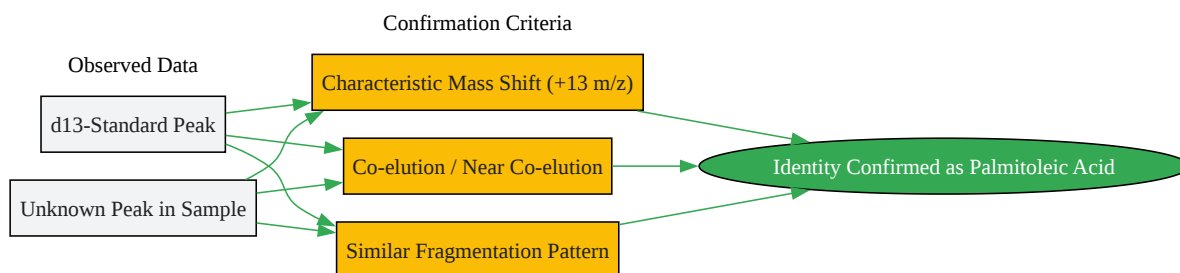 Confirmation Criteria
Observed Data
Characteristic Mass Shift (+13 m/z)
d13-Standard Peak
Co-elution / Near Co-elution
Identity Confirmed as Palmitoleic Acid
Unknown Peak in Sample
Similar Fragmentation Pattern